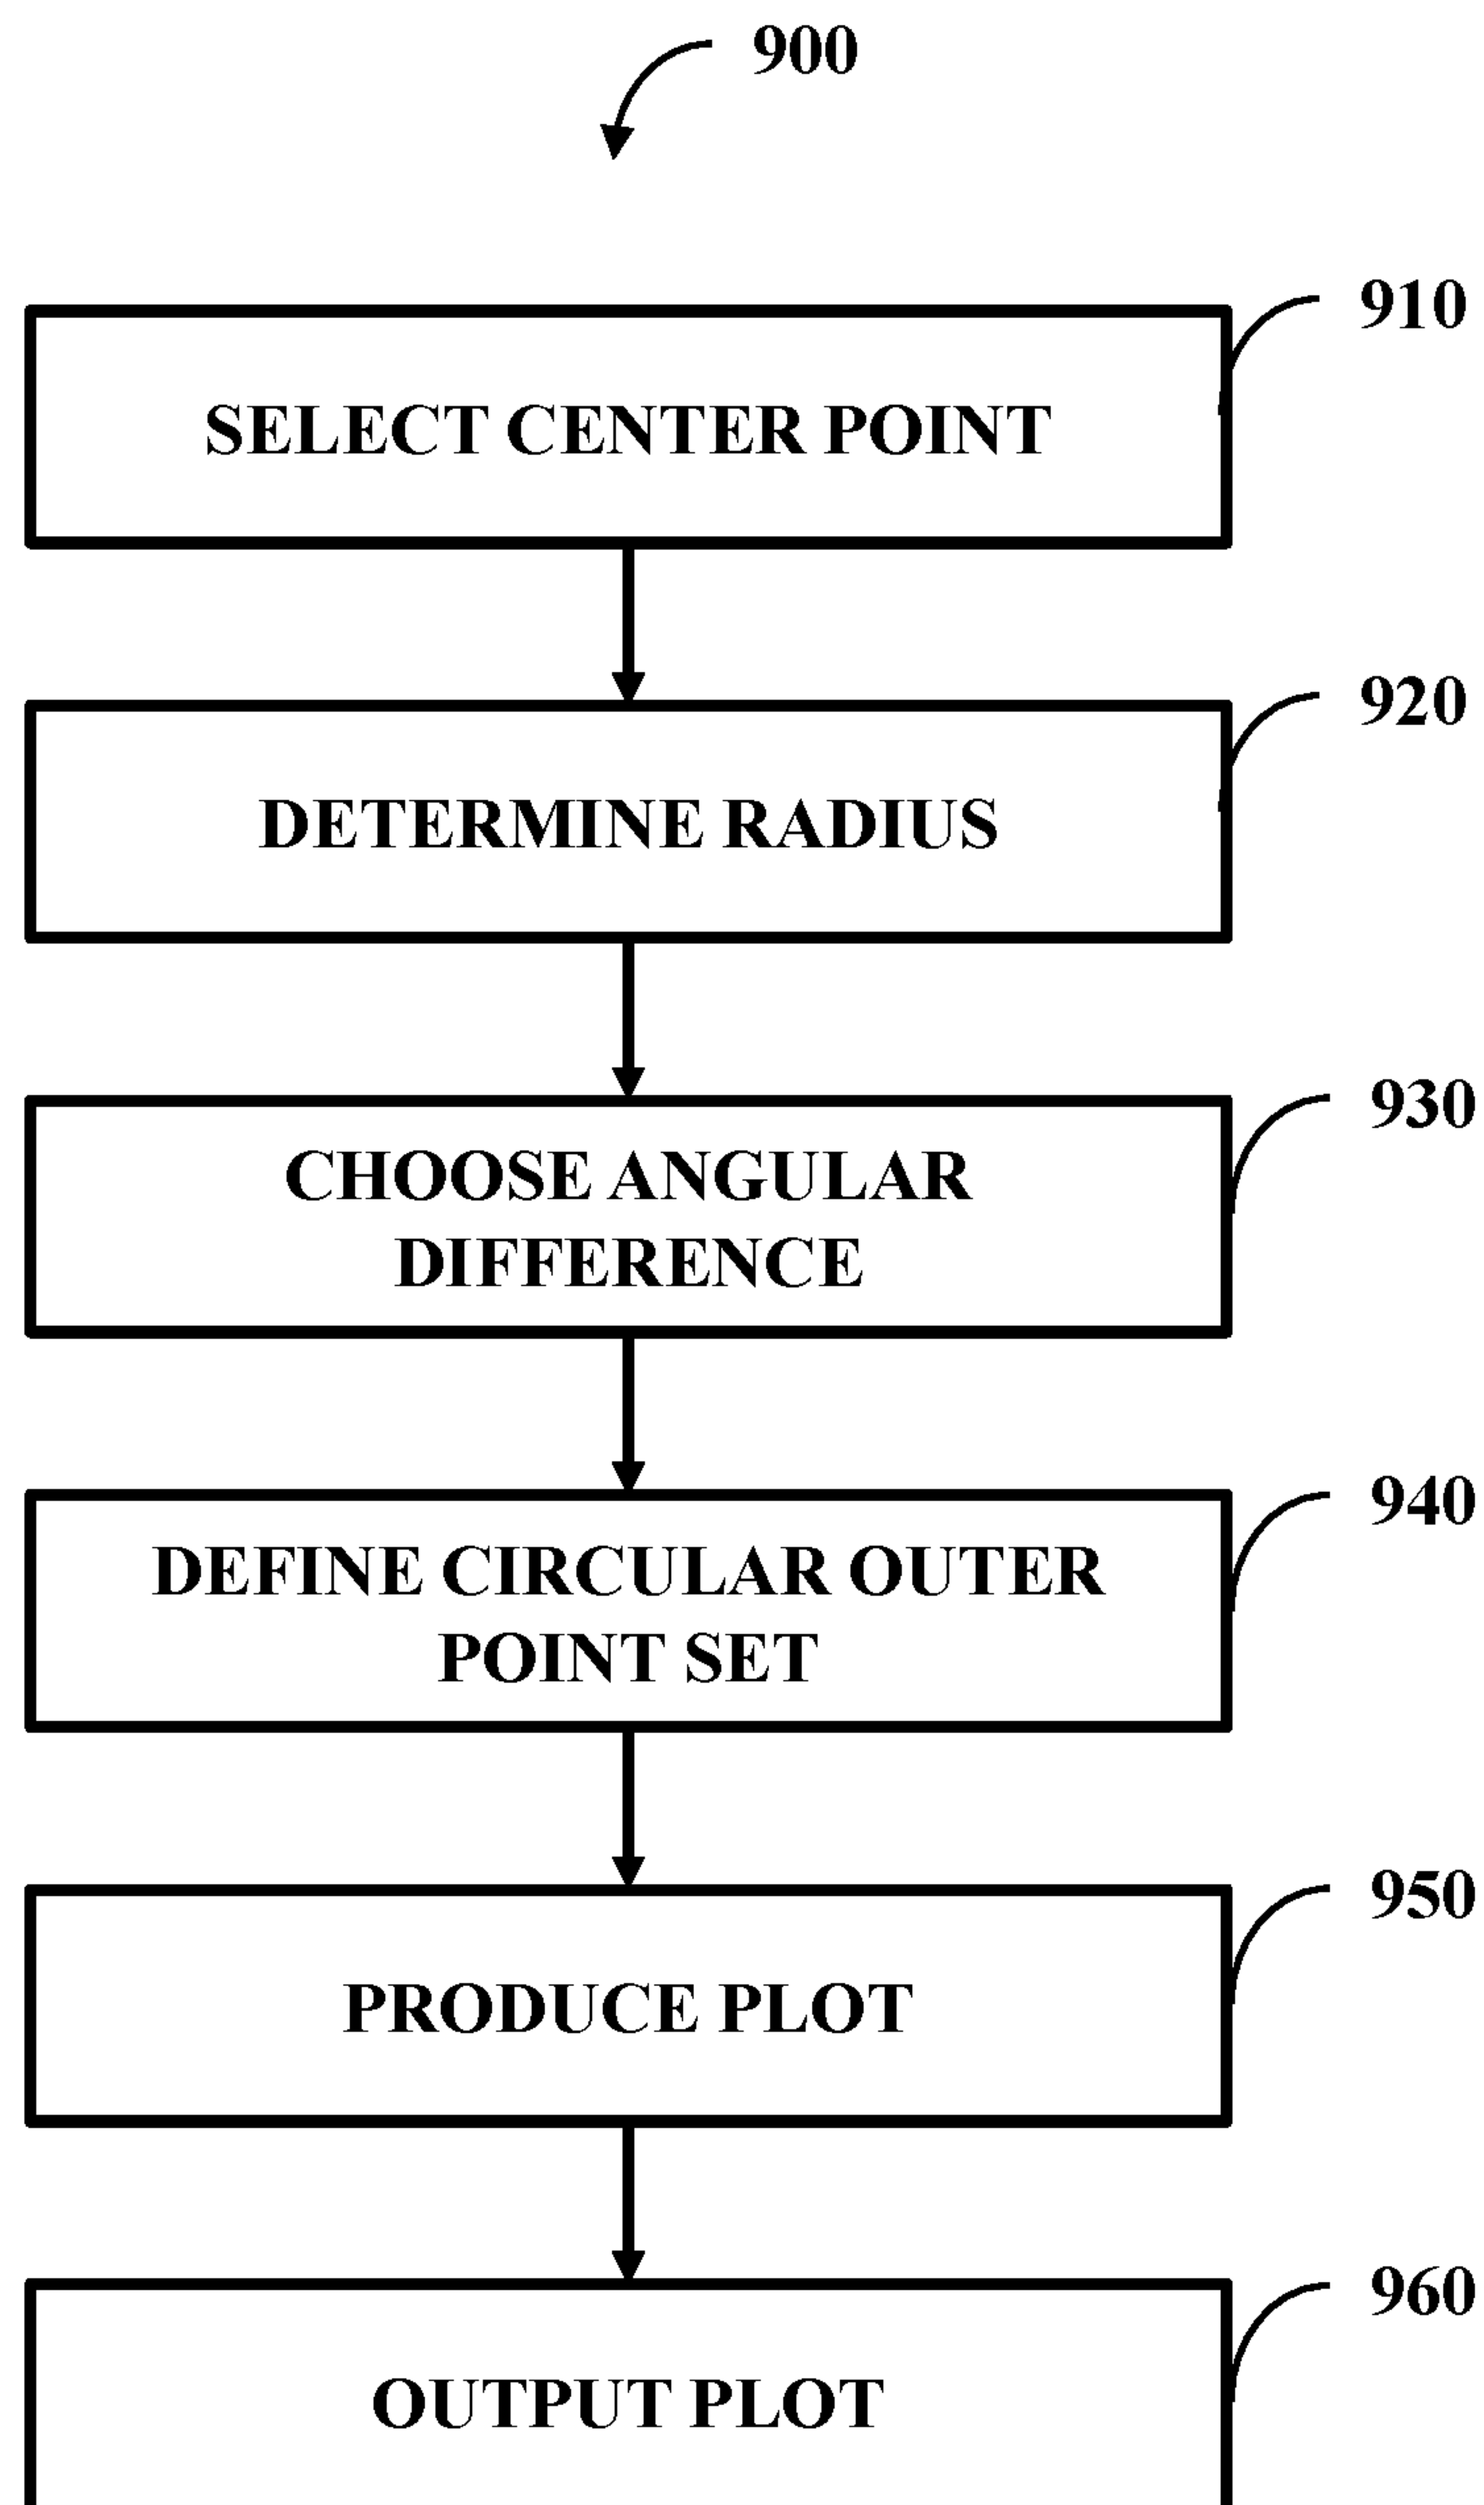 900
910
SELECT CENTER POINT
920
DETERMINE RADIUS
930
CHOOSE ANGULAR
DIFFERENCE
940
DEFINE CIRCULAR OUTER
POINT SET
950
PRODUCE PLOT
960
OUTPUT PLOT